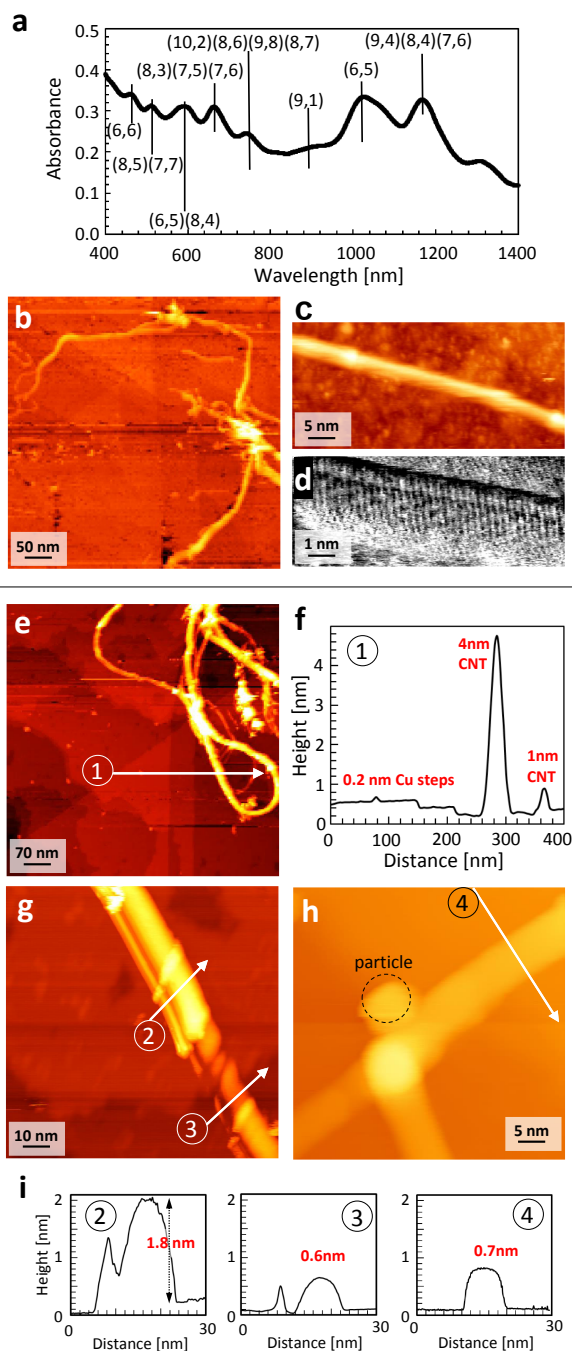 a
(10,2)(8,6)(9,8)(8,7)
(8,3)(7,5)(7,6)
(9,4)(8,4)(7,6)
(6,5)
(9,1)
(6,6)
(8,5)(7,7)
(6,5)(8,4)
Absorbance
0.5
0.4
0.3
0.2
0.1
0.0
400 600 800 1000 1200 1400
Wavelength [nm]
b
50 nm
c
5 nm
d
1 nm
e
1
70 nm
f
1
4nm
CNT
1nm
CNT
0.2 nm Cu steps
Height [nm]
4
3
2
1
0
0 100 200 300 400
Distance [nm]
g
2
3
10 nm
h
4
particle
5 nm
i
Height [nm]
2
1
0
2
1.8 nm
0 30
Distance [nm]
2
1
0
3
0.6nm
0 30
Distance [nm]
2
1
0
4
0.7nm
0 30
Distance [nm]